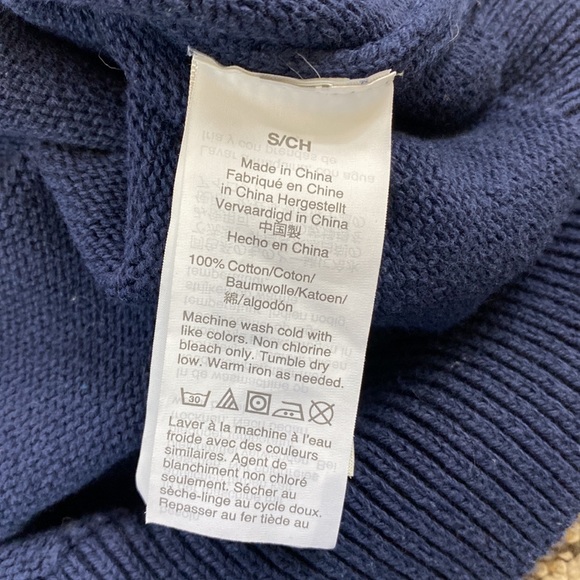 S/CH
Made in China
Fabriqué en Chine
in China Hergestellt
Vervaardigd in China
中国製
Hecho en China
100% Cotton/Coton/
Baumwolle/Katoen/
綿/algodón
Machine wash cold with
like colors. Non chlorine
bleach only. Tumble dry
low. Warm iron as needed.
30
Laver à la machine à l'eau
froide avec des couleurs
similaires. Agent de
blanchiment non chloré
seulement. Sécher au
sèche-linge au cycle doux.
Repasser au fer tiède au